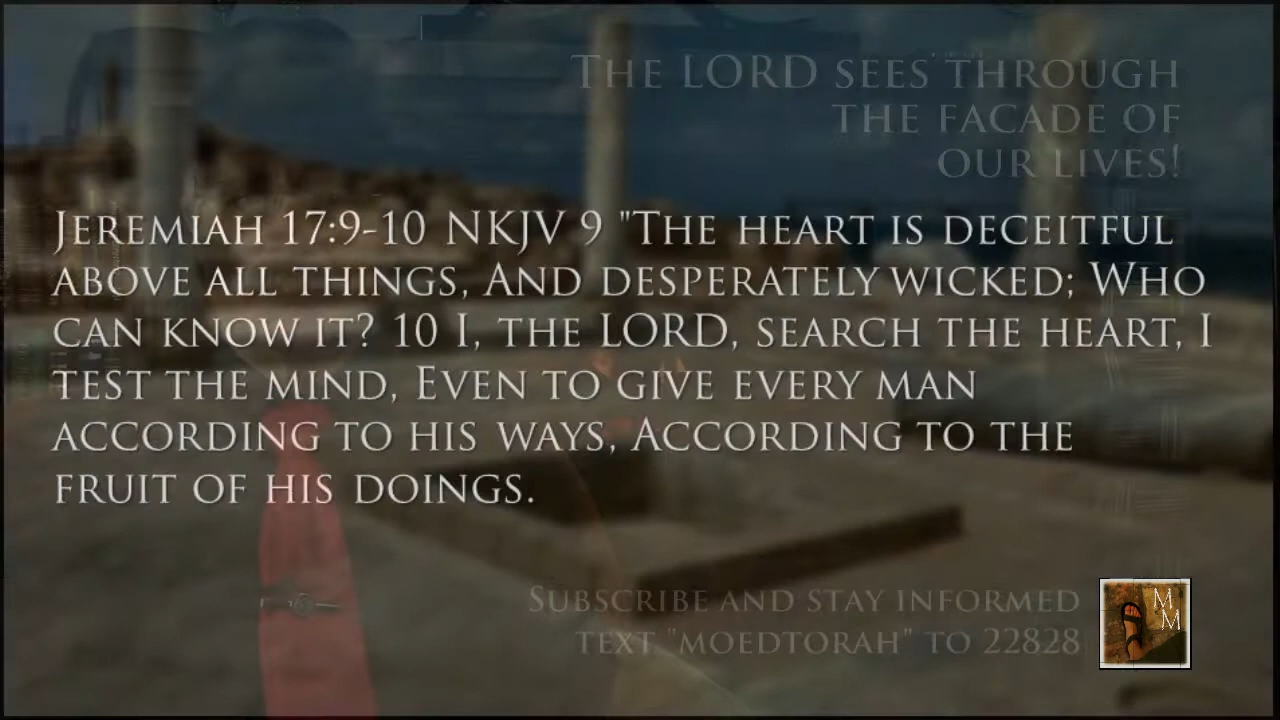 THE LORD SEES THROUGH
THE FACADE OF
OUR LIVES!
JEREMIAH 17:9-10 NKJV 9 "THE HEART IS DECEITFUL
ABOVE ALL THINGS, AND DESPERATELY WICKED; WHO
CAN KNOW IT? 10 I, THE LORD, SEARCH THE HEART, I
TEST THE MIND, EVEN TO GIVE EVERY MAN
ACCORDING TO HIS WAYS, ACCORDING TO THE
FRUIT OF HIS DOINGS.
SUBSCRIBE AND STAY INFORMED
TEXT "MOEDTORAH" TO 22828
M
M